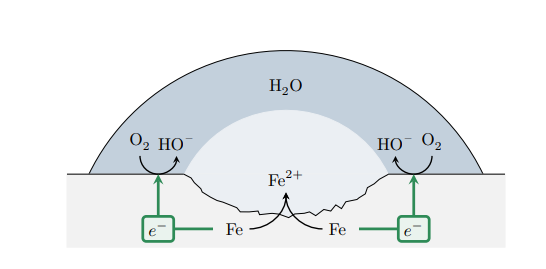 H₂O
O₂ HO⁻ HO⁻ O₂
Fe²⁺
e⁻ Fe Fe e⁻